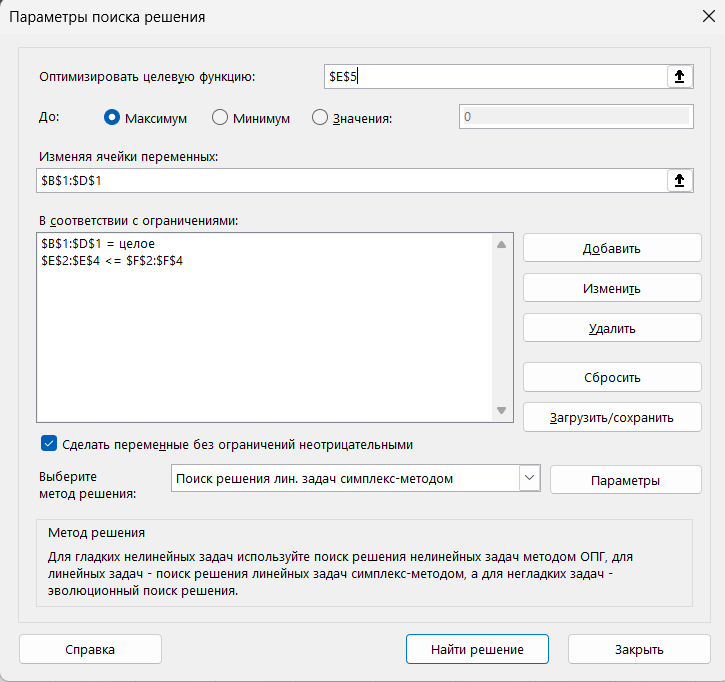 Параметры поиска решения
Оптимизировать целевую функцию:
$E$5
До:
Максимум
Минимум
Значения:
0
Изменяя ячейки переменных:
$B$1:$D$1
В соответствии с ограничениями:
$B$1:$D$1 = целое
$E$2:$E$4 <= $F$2:$F$4
Добавить
Изменить
Удалить
Сбросить
Загрузить/сохранить
Сделать переменные без ограничений неотрицательными
Выберите
метод решения:
Поиск решения лин. задач симплекс-методом
Параметры
Метод решения
Для гладких нелинейных задач используйте поиск решения нелинейных задач методом ОПГ, для
линейных задач - поиск решения линейных задач симплекс-методом, а для негладких задач -
эволюционный поиск решения.
Справка
Найти решение
Закрыть